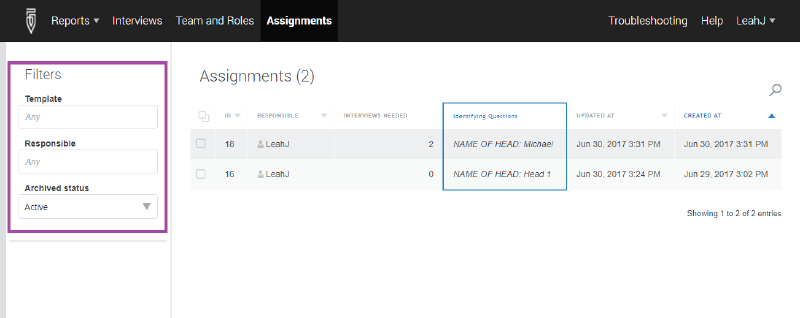 Reports Interviews Team and Roles Assignments Troubleshooting Help LeahJ
Filters
Template
Any
Responsible
Any
Archived status
Active
Assignments (2)
ID RESPONSIBLE INTERVIEWS NEEDED Identifying Questions UPDATED AT CREATED AT
18 LeahJ 2 NAME OF HEAD: Michael Jun 30, 2017 3:31 PM Jun 30, 2017 3:31 PM
16 LeahJ 0 NAME OF HEAD: Head 1 Jun 30, 2017 3:24 PM Jun 29, 2017 3:02 PM
Showing 1 to 2 of 2 entries